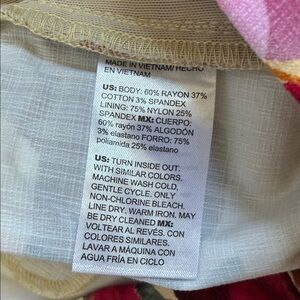 MADE IN VIETNAM/ HECHO
EN VIETNAM
US: BODY: 60% RAYON 37%
COTTON 3% SPANDEX
LINING: 75% NYLON 25%
SPANDEX MX: CUERPO:
60% rayón 37% ALGODÓN
3% elastano FORRO: 75%
poliamida 25% elastano
US: TURN INSIDE OUT.
WITH SIMILAR COLORS.
MACHINE WASH COLD,
GENTLE CYCLE. ONLY
NON-CHLORINE BLEACH.
LINE DRY. WARM IRON. MAY
BE DRY CLEANED MX:
VOLTEAR AL REVÉS. CON
COLORES SIMILARES.
LAVAR A MÁQUINA CON
AGUA FRÍA EN CICLO